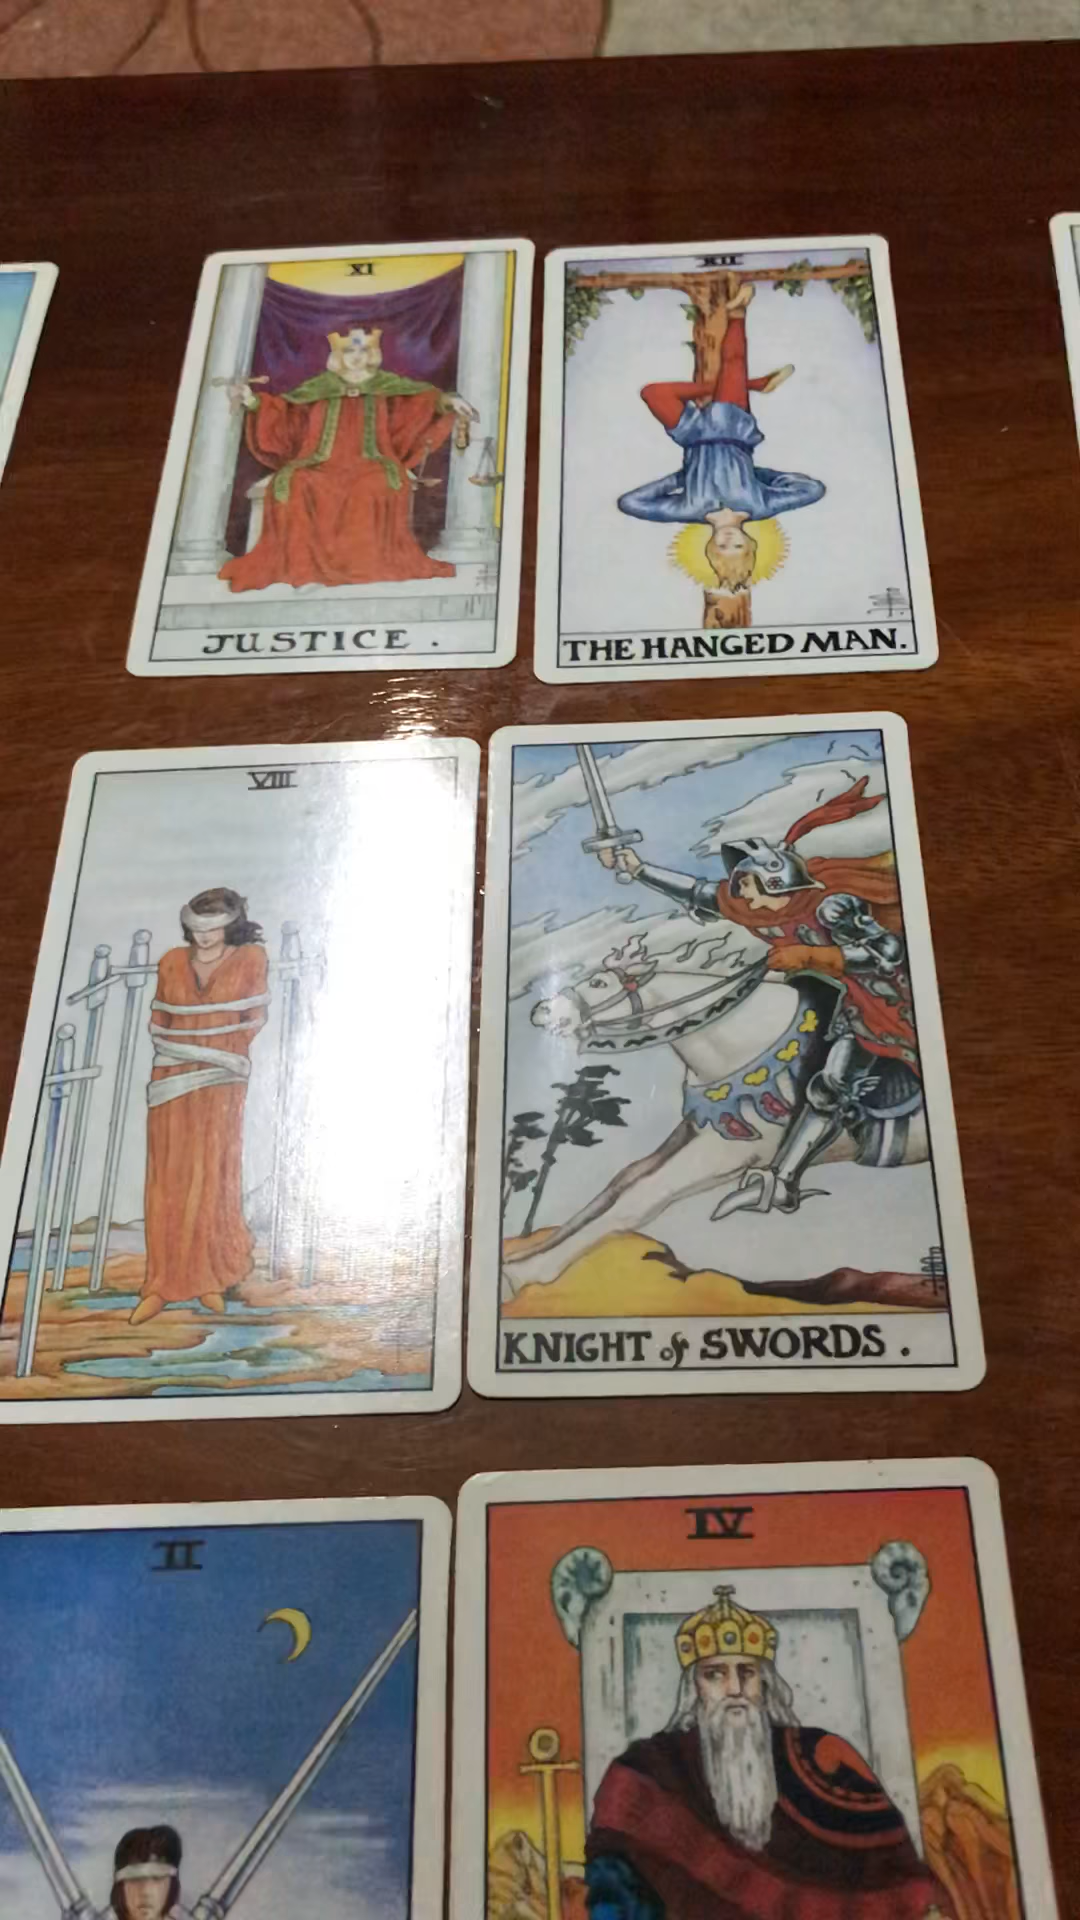 XI
XII
JUSTICE .
THE HANGED MAN.
VIII
KNIGHT of SWORDS .
II
IV